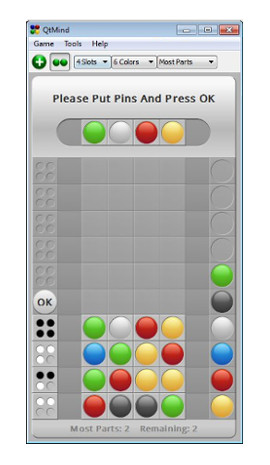 QtMind
Game Tools Help
4 Slots 6 Colors Most Parts
Please Put Pins And Press OK
OK
Most Parts: 2 Remaining: 2